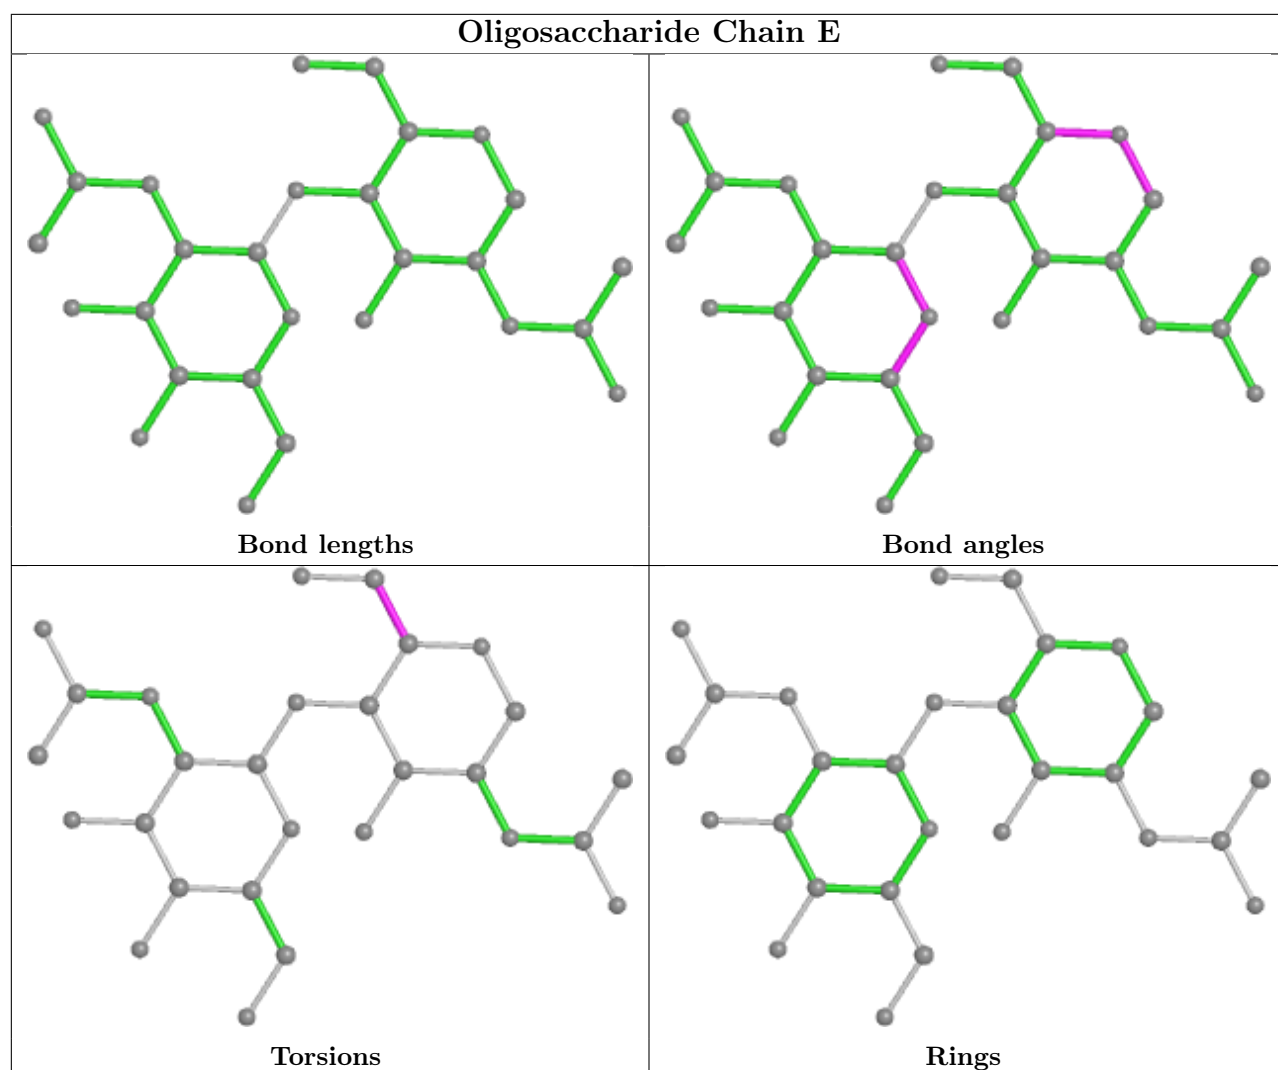 Oligosaccharide Chain E
Bond lengths
Bond angles
Torsions
Rings